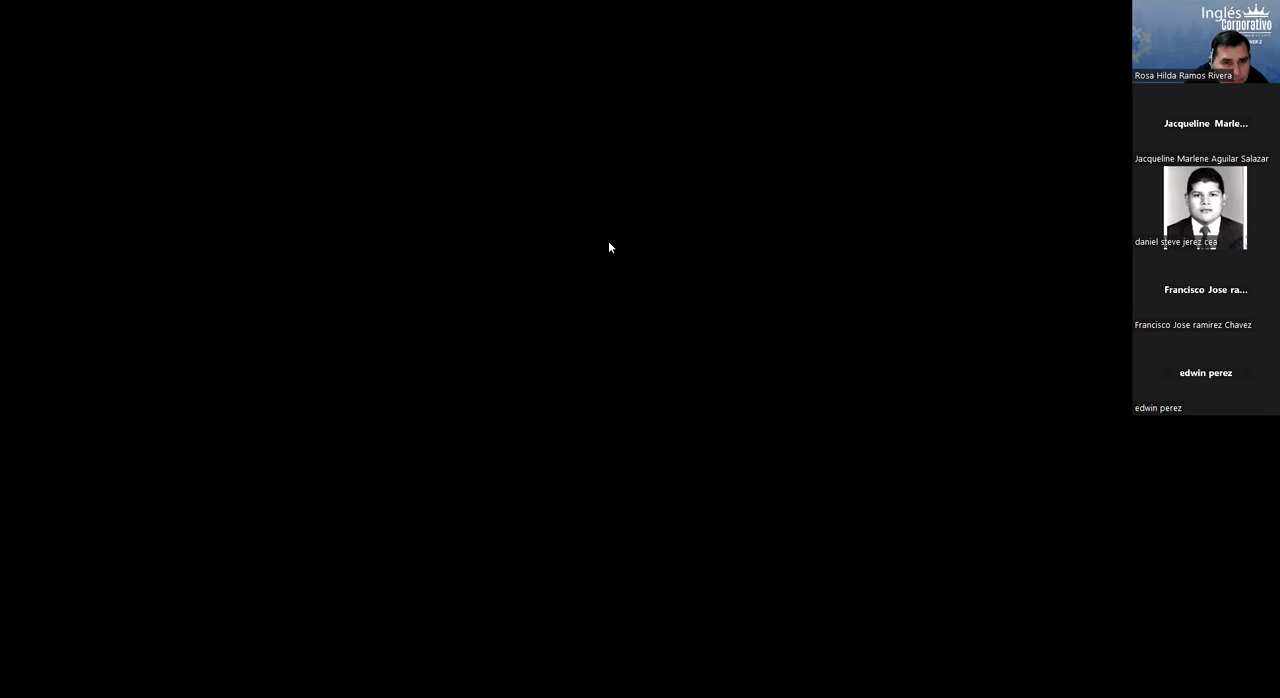 Inglés
Corporativo
Rosa Hilda Ramos Rivera
Jacqueline Marle...
Jacqueline Marlene Aguilar Salazar
daniel steve jerez cea
Francisco Jose ra...
Francisco Jose ramirez Chavez
edwin perez
edwin perez